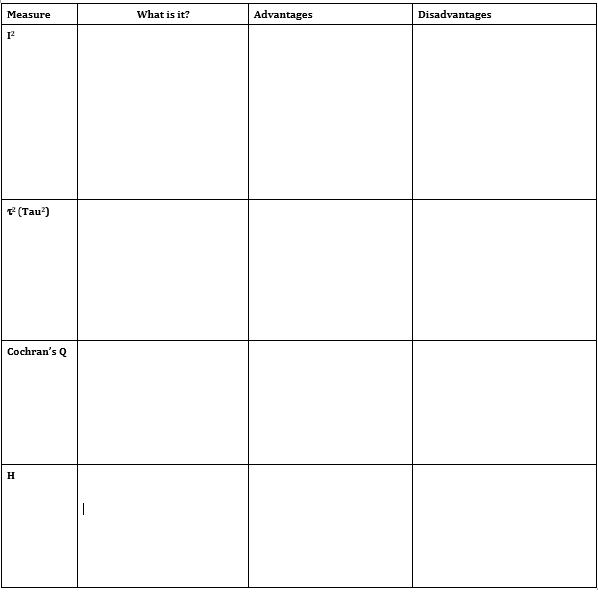 Measure What is it? Advantages Disadvantages
I²
τ² (Tau²)
Cochran’s Q
H